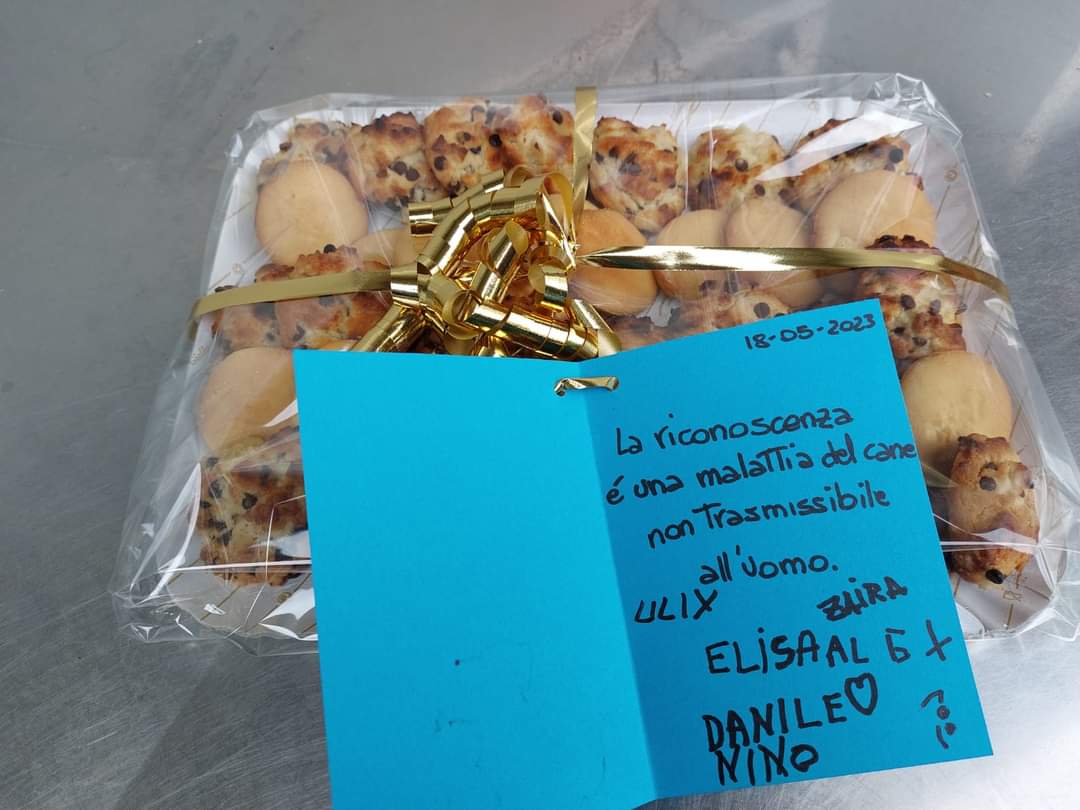 18-05-2023
La riconoscenza
é una malattia del cane
non Trasmissibile
all'uomo.
ULIX ZAIRA
ELiSA AL
DANILE♡
NINO